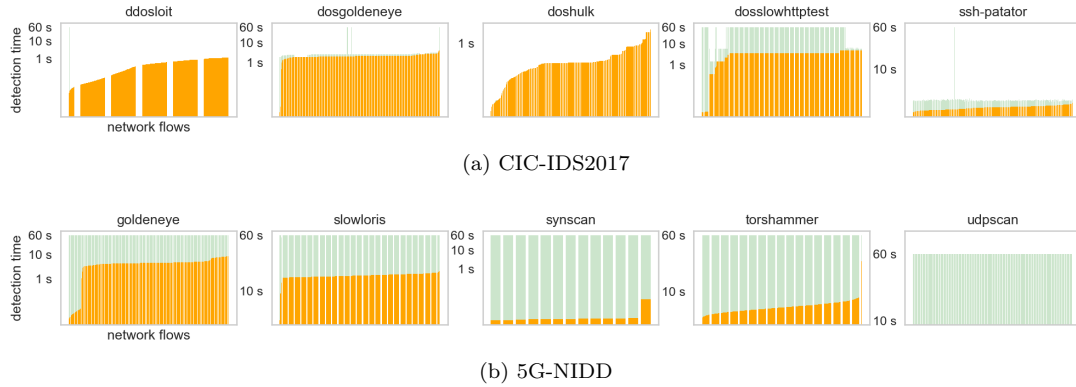 ddosloit dosgoldeneye doshulk dosslowhttptest ssh-patator
detection time
60 s
10 s
1 s
60 s
10 s
1 s
1 s
60 s
10 s
1 s
10 s
network flows
(a) CIC-IDS2017
goldeneye slowloris synscan torshammer udpscan
detection time
60 s
10 s
1 s
60 s
10 s
60 s
10 s
1 s
60 s
10 s
60 s
10 s
network flows
(b) 5G-NIDD